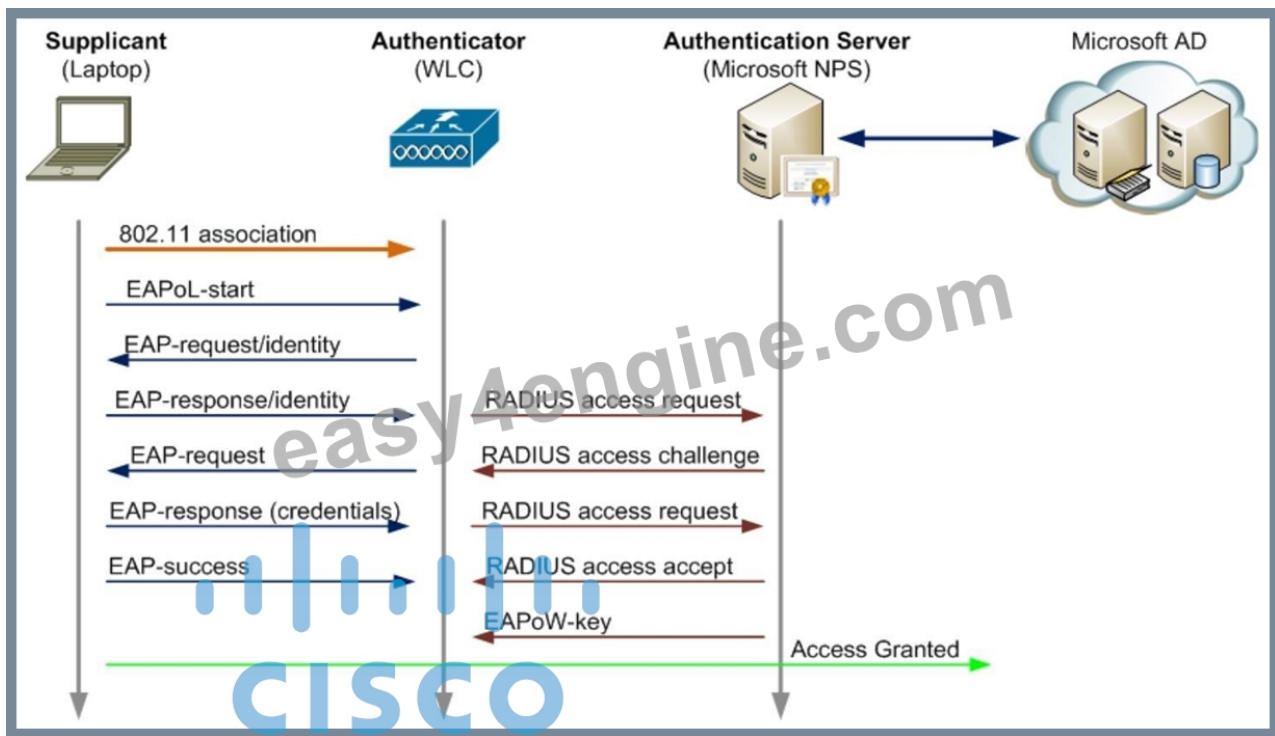 Supplicant
(Laptop)
Authenticator
(WLC)
Authentication Server
(Microsoft NPS)
Microsoft AD
802.11 association
EAPoL-start
EAP-request/identity
EAP-response/identity
RADIUS access request
EAP-request
RADIUS access challenge
EAP-response (credentials)
RADIUS access request
EAP-success
RADIUS access accept
EAPoW-key
Access Granted
easy4engine.com
CISCO